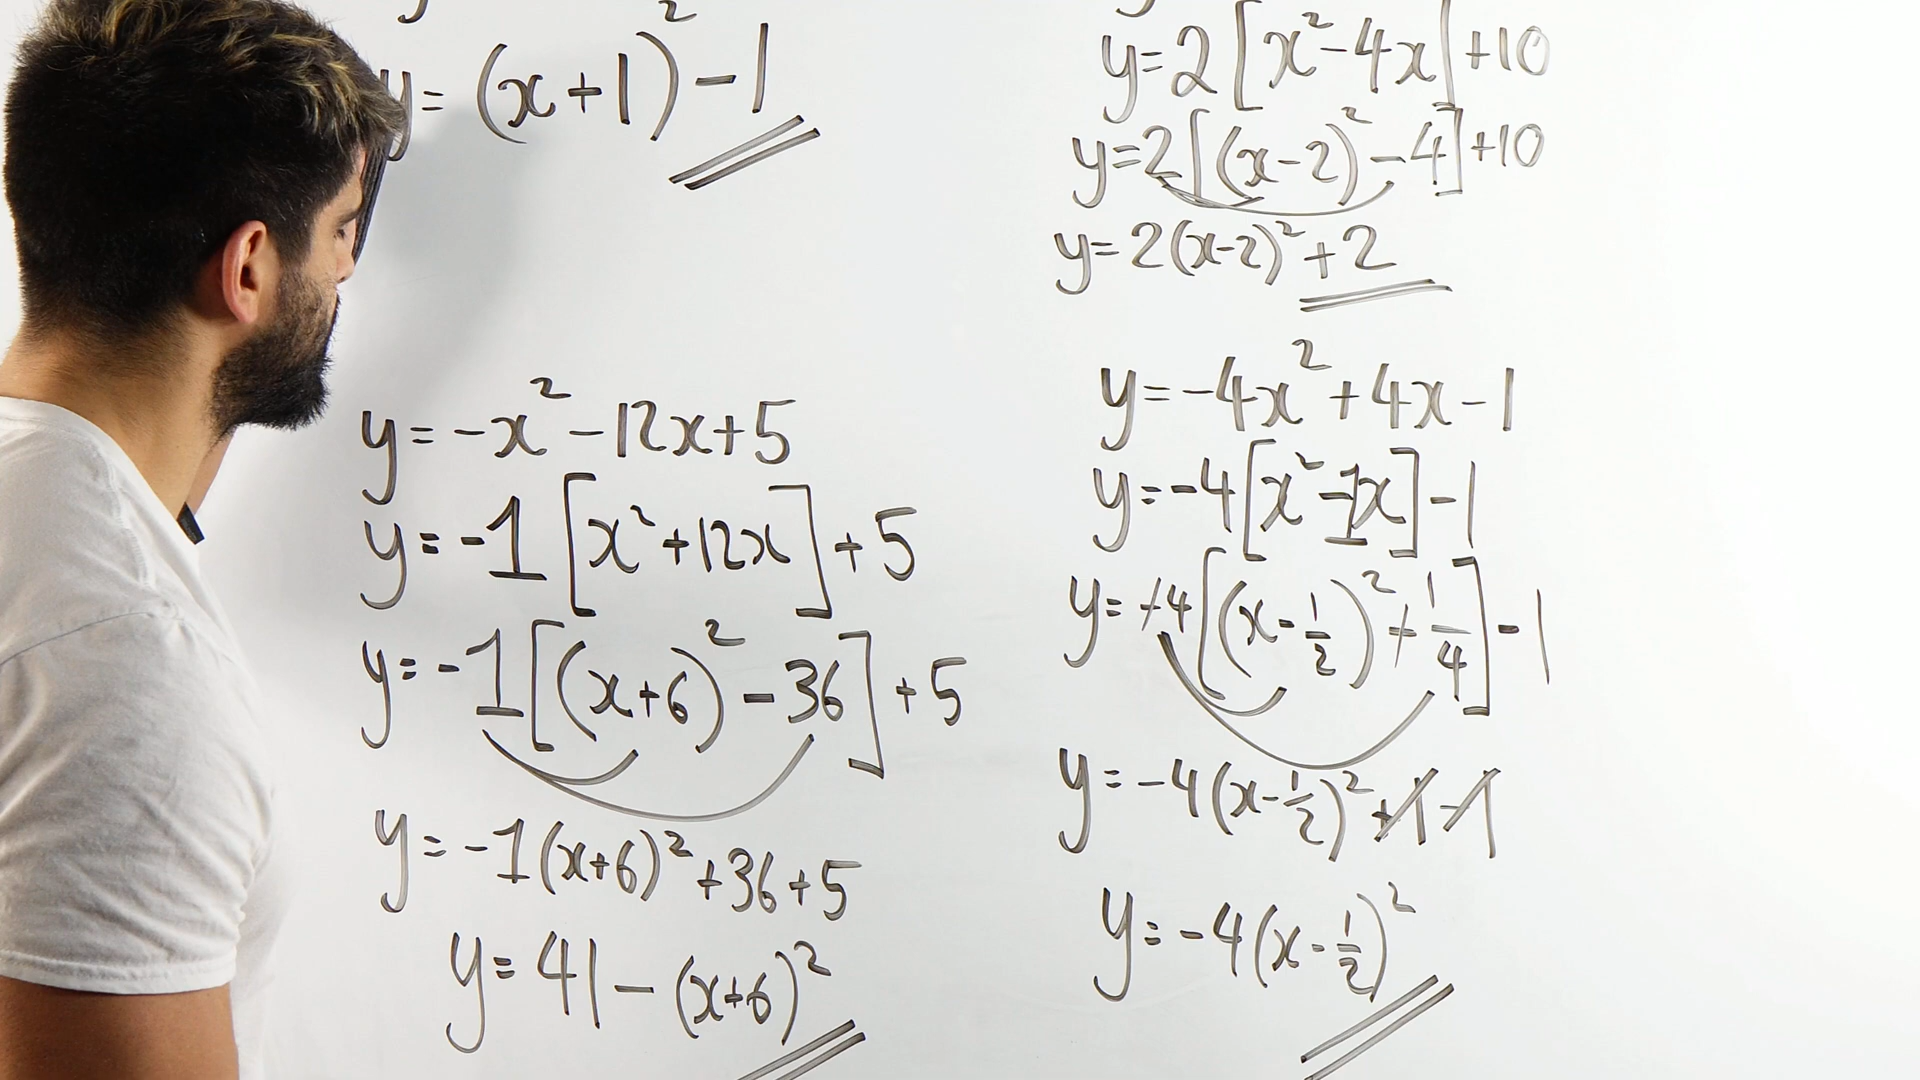 y= (x+1)² -1
y= -x² -12x+5
y= -1 [x² +12x] +5
y= -1[(x+6)² -36] +5
y= -1(x+6)² +36+5
y= 41 - (x+6)²
y=2 [x² -4x] +10
y=2[(x-2)² -4]+10
y=2(x-2)² +2
y= -4x² +4x -1
y= -4[x² -1x] -1
y= -4[(x-1/2)² + 1/4] -1
y= -4(x-1/2)² +1 -1
y= -4(x-1/2)²